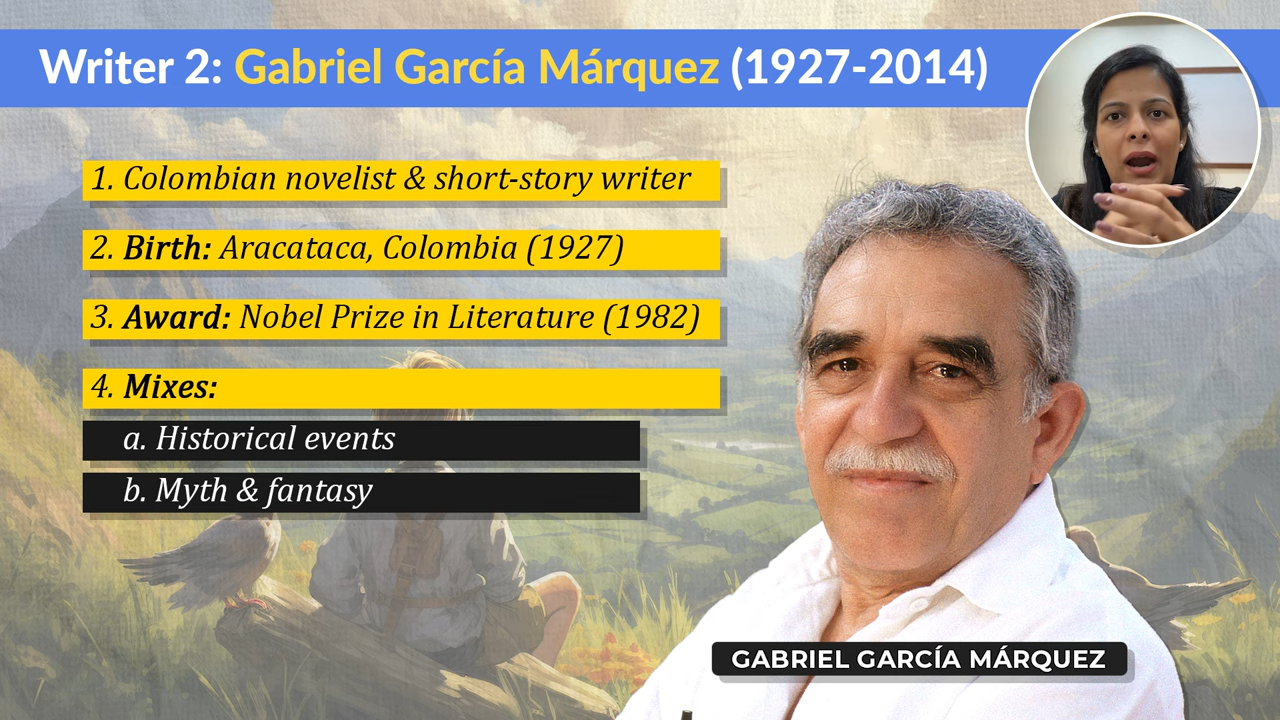 Writer 2: Gabriel García Márquez (1927-2014)
1. Colombian novelist & short-story writer
2. Birth: Aracataca, Colombia (1927)
3. Award: Nobel Prize in Literature (1982)
4. Mixes:
a. Historical events
b. Myth & fantasy
GABRIEL GARCÍA MÁRQUEZ